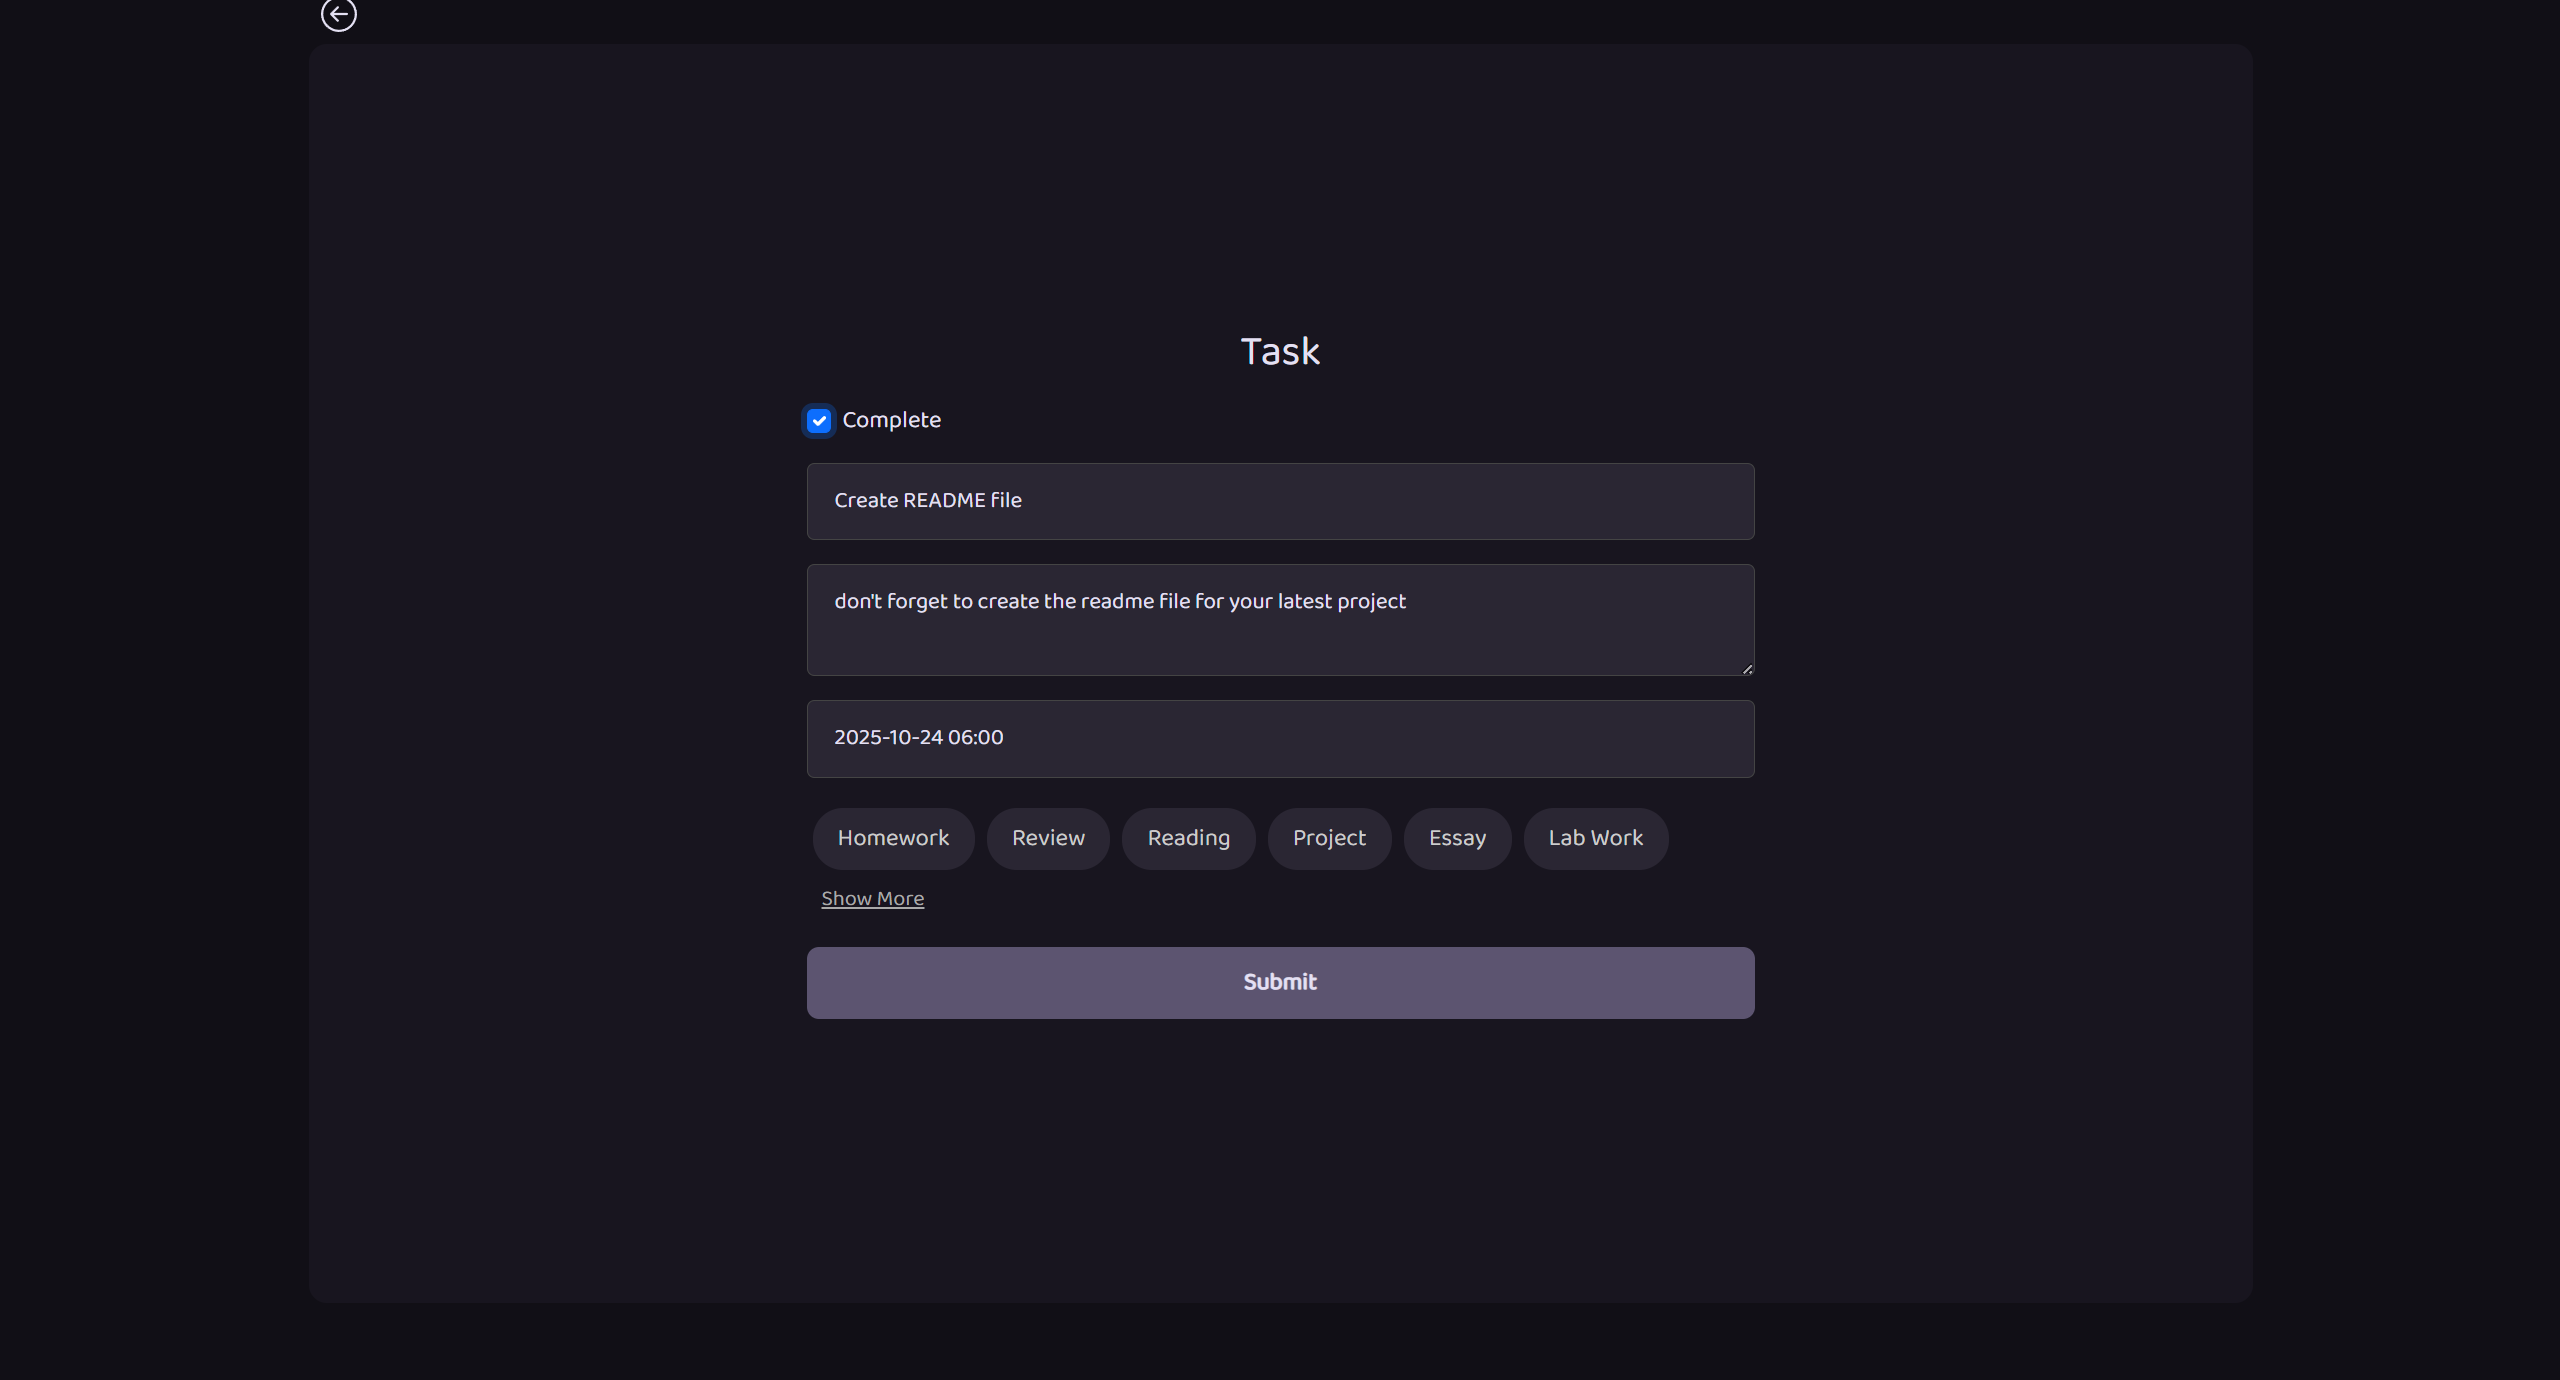 Task
Complete
Create README file
don't forget to create the readme file for your latest project
2025-10-24 06:00
Homework Review Reading Project Essay Lab Work
Show More
Submit